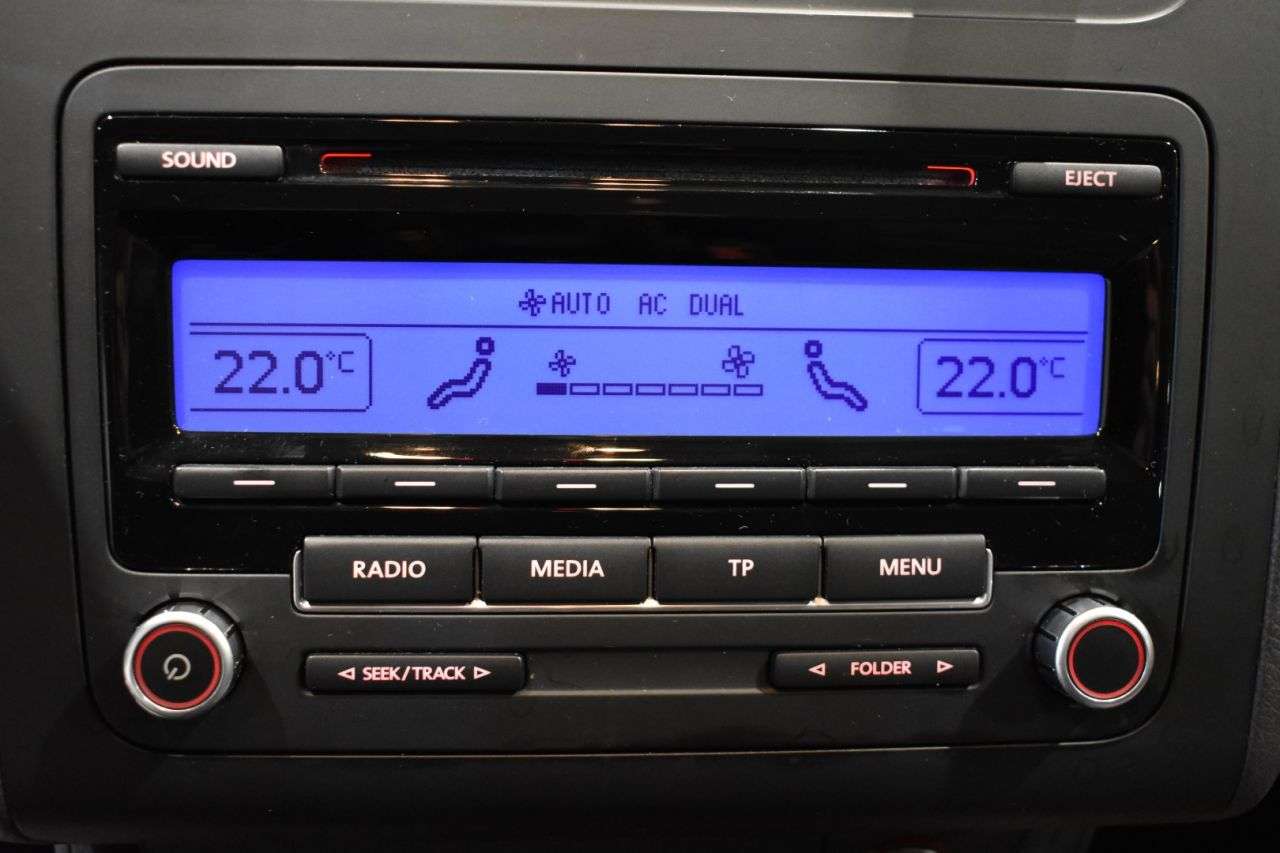 SOUND
EJECT
AUTO AC DUAL
22.0°C 22.0°C
RADIO MEDIA TP MENU
SEEK/TRACK FOLDER